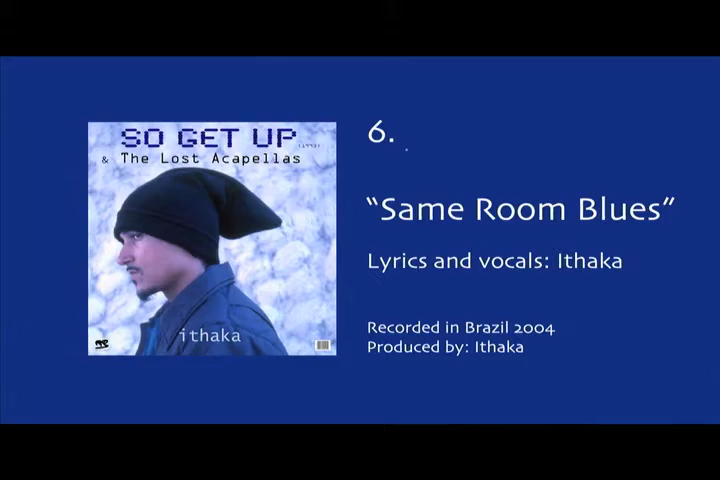 SO GET UP (1993)
& The Lost Acapellas
ithaka
6.
“Same Room Blues”
Lyrics and vocals: Ithaka
Recorded in Brazil 2004
Produced by: Ithaka